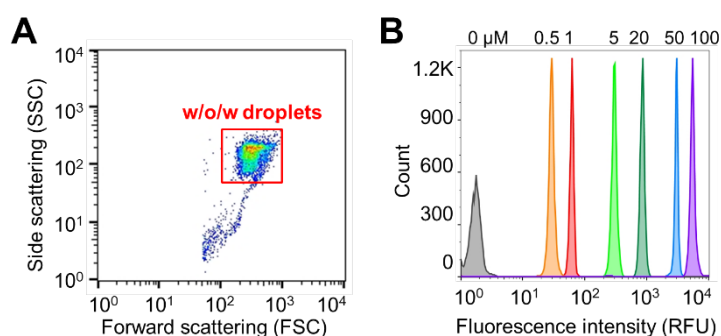 A
Side scattering (SSC)
10⁴
10³
10²
10¹
10⁰
w/o/w droplets
10⁰ 10¹ 10² 10³ 10⁴
Forward scattering (FSC)
B
0 µM 0.5 1 5 20 50 100
Count
1.2K
900
600
300
0
10⁰ 10¹ 10² 10³ 10⁴
Fluorescence intensity (RFU)